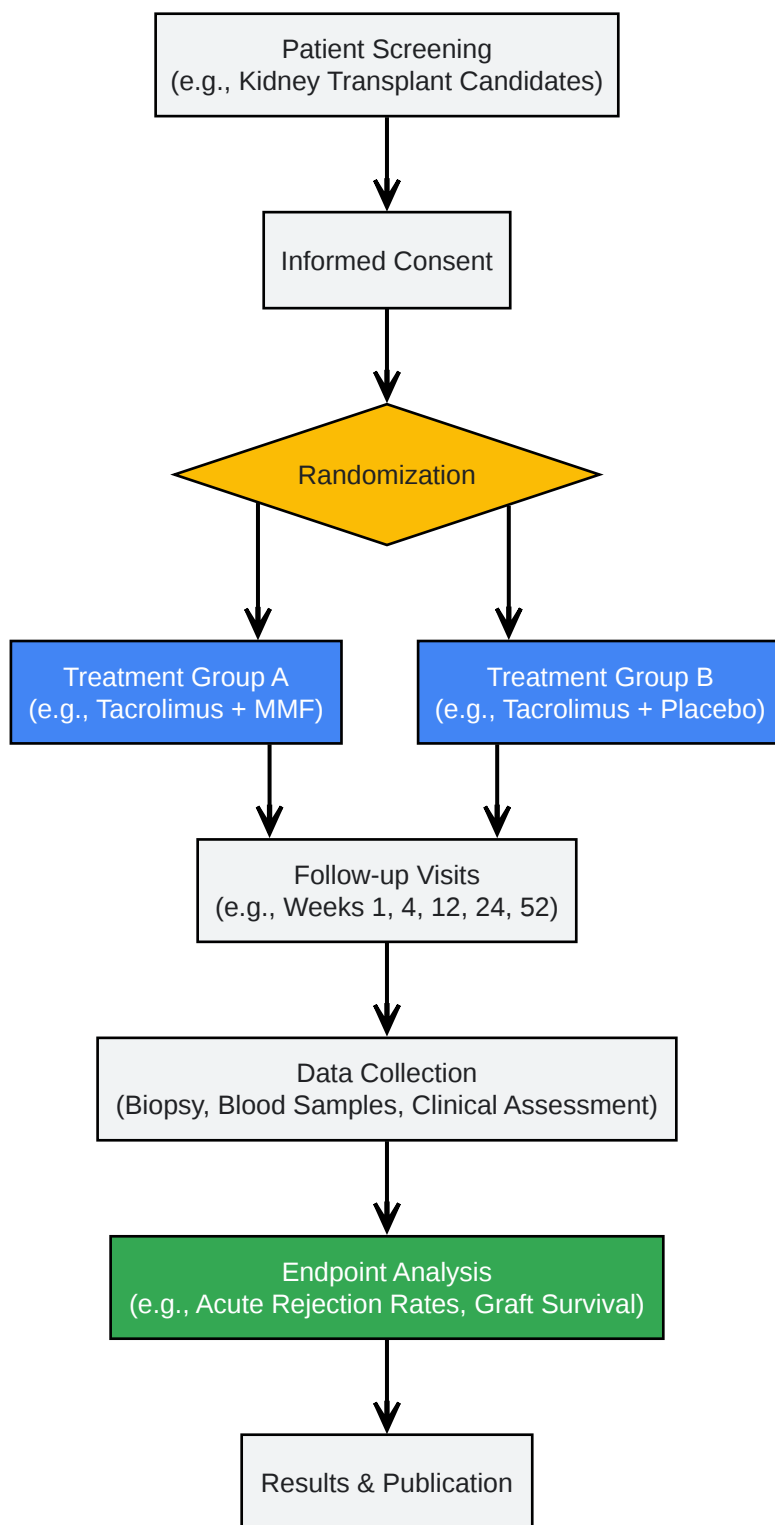 Patient Screening
(e.g., Kidney Transplant Candidates)
Informed Consent
Randomization
Treatment Group A
(e.g., Tacrolimus + MMF)
Treatment Group B
(e.g., Tacrolimus + Placebo)
Follow-up Visits
(e.g., Weeks 1, 4, 12, 24, 52)
Data Collection
(Biopsy, Blood Samples, Clinical Assessment)
Endpoint Analysis
(e.g., Acute Rejection Rates, Graft Survival)
Results & Publication